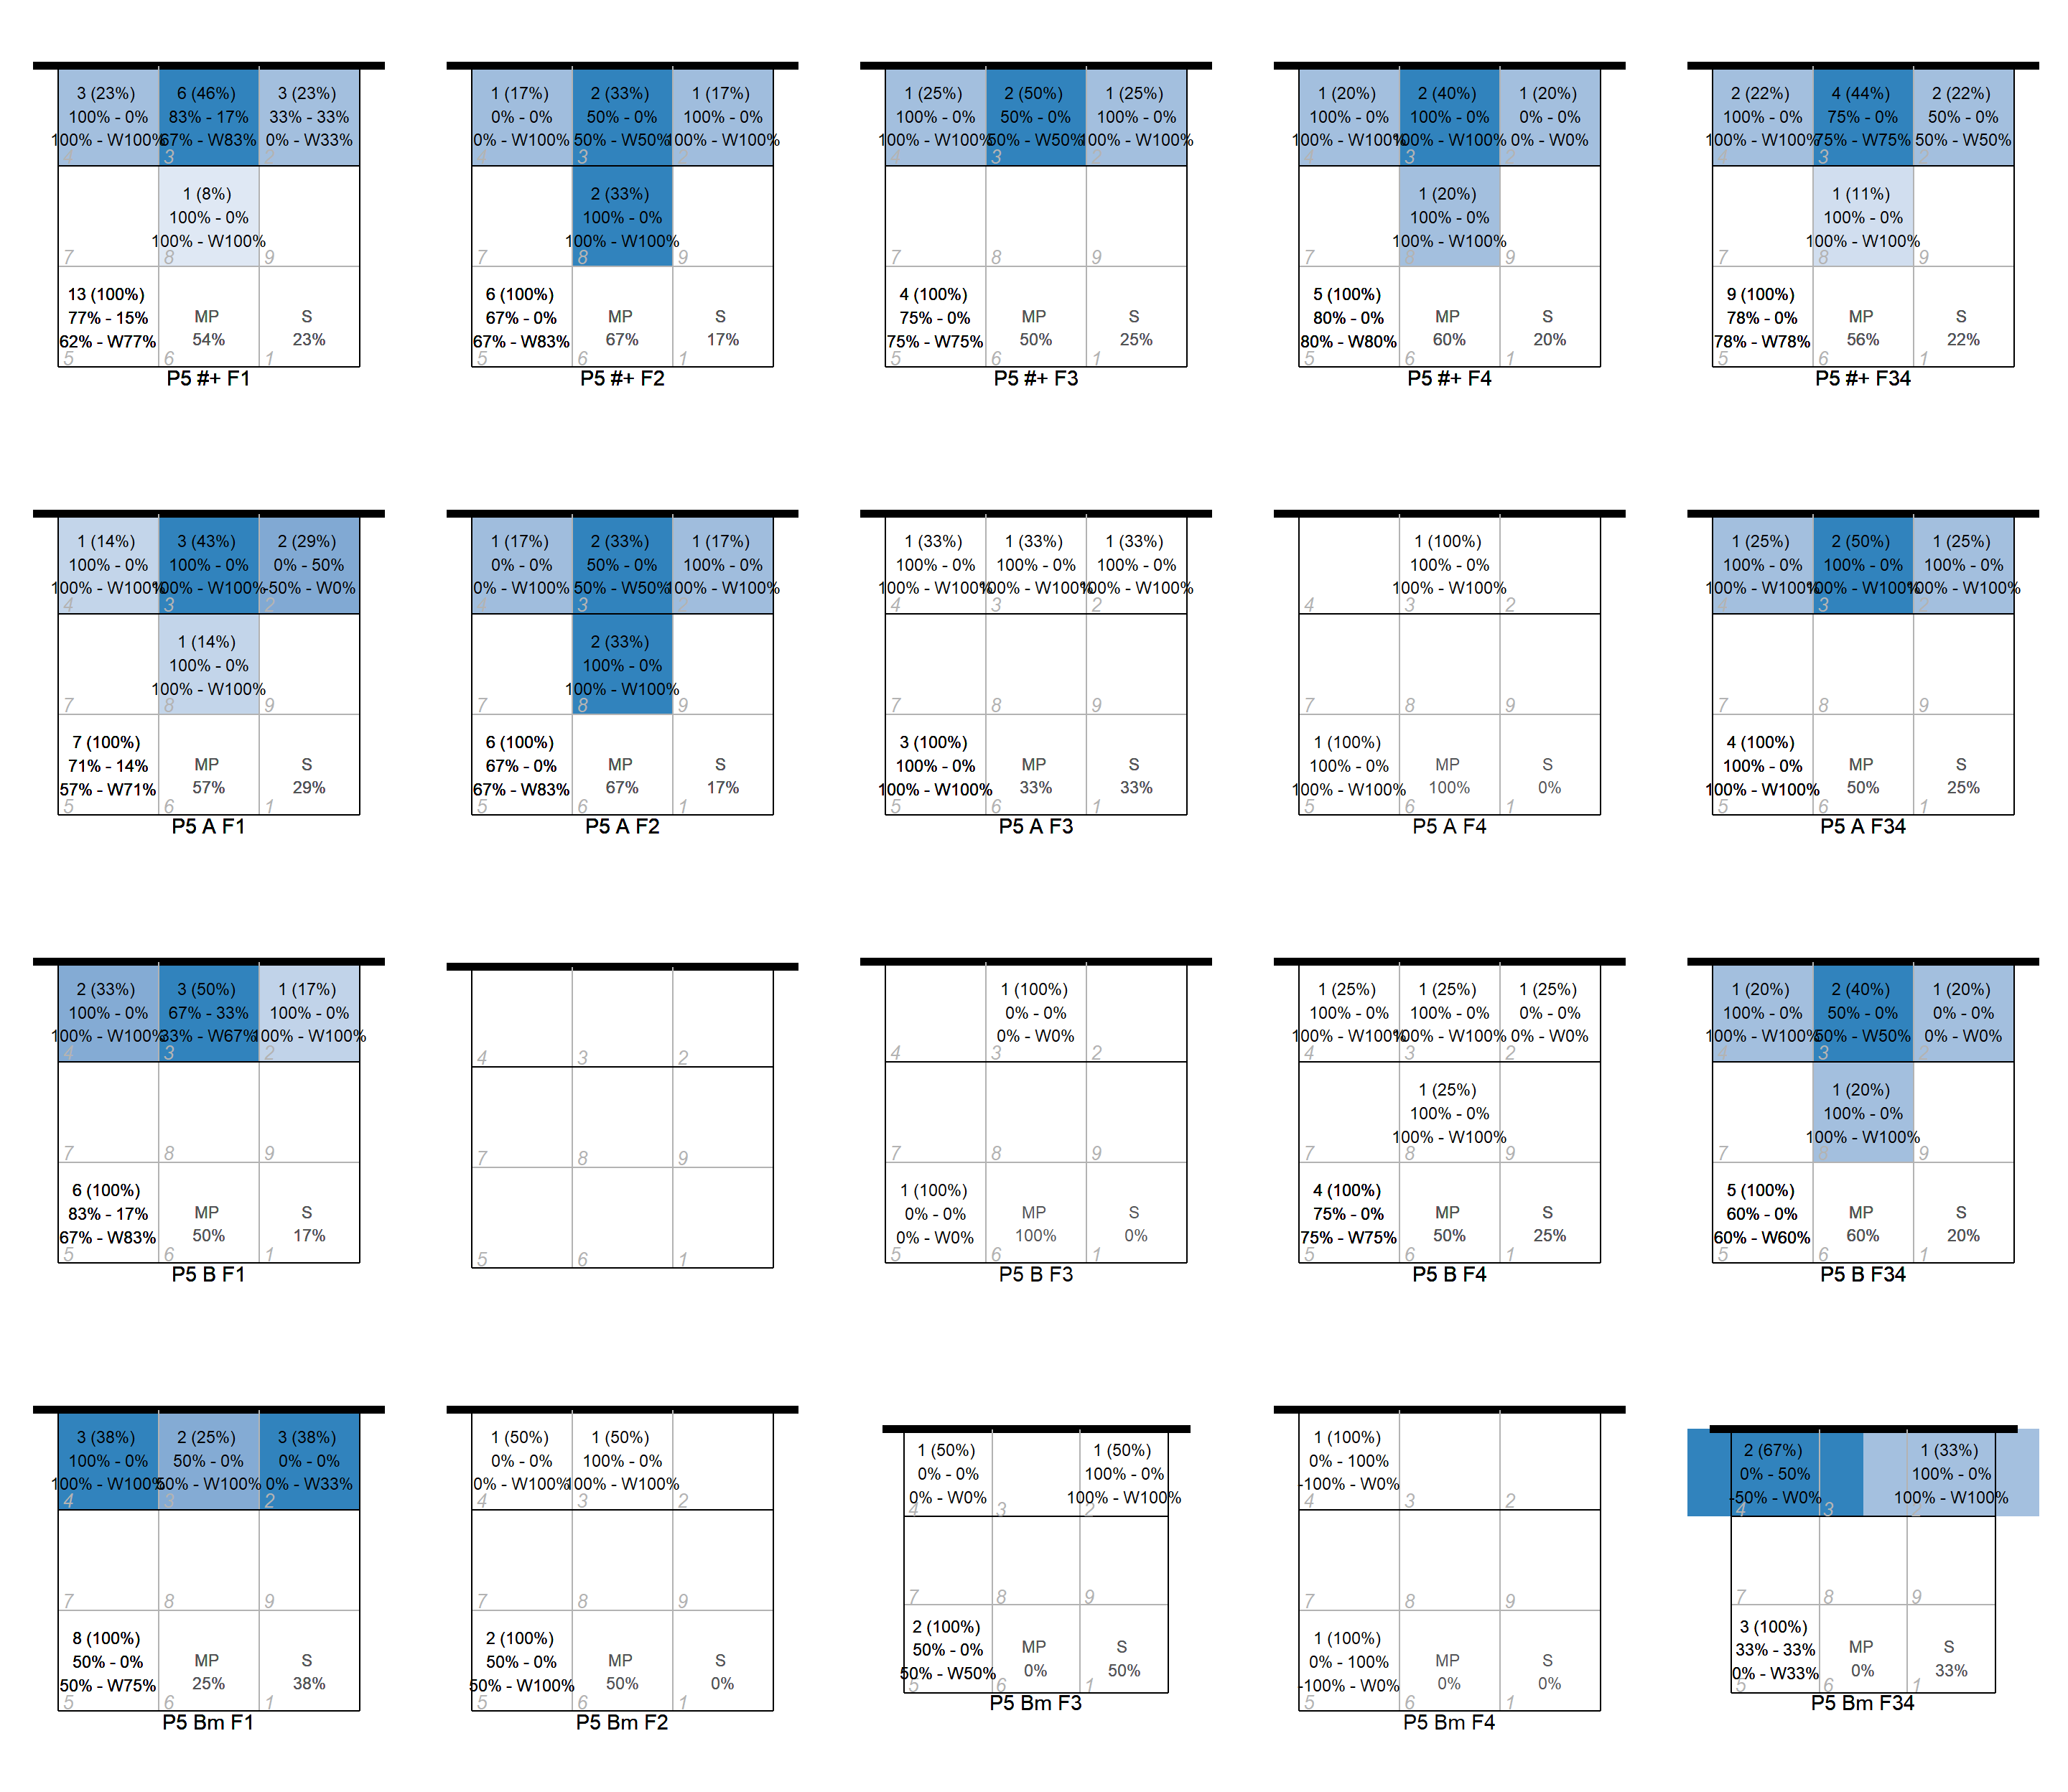 3 (23%) 6 (46%) 3 (23%)
100% - 0% 83% - 17% 33% - 33%
100% - W100% 67% - W83% 0% - W33%
4 3 2
1 (8%)
100% - 0%
100% - W100%
7 8 9
13 (100%)
77% - 15% MP S
62% - W77% 54% 23%
5 6 1
P5 #+ F1
1 (17%) 2 (33%) 1 (17%)
0% - 0% 50% - 0% 100% - 0%
0% - W100% 50% - W50% 100% - W100%
4 3 2
2 (33%)
100% - 0%
100% - W100%
7 8 9
6 (100%)
67% - 0% MP S
67% - W83% 67% 17%
5 6 1
P5 #+ F2
1 (25%) 2 (50%) 1 (25%)
100% - 0% 50% - 0% 100% - 0%
100% - W100% 50% - W50% 100% - W100%
4 3 2
7 8 9
4 (100%)
75% - 0% MP S
75% - W75% 50% 25%
5 6 1
P5 #+ F3
1 (20%) 2 (40%) 1 (20%)
100% - 0% 100% - 0% 0% - 0%
100% - W100% 100% - W100% 0% - W0%
4 3 2
1 (20%)
100% - 0%
100% - W100%
7 8 9
5 (100%)
80% - 0% MP S
80% - W80% 60% 20%
5 6 1
P5 #+ F4
2 (22%) 4 (44%) 2 (22%)
100% - 0% 75% - 0% 50% - 0%
100% - W100% 75% - W75% 50% - W50%
4 3 2
1 (11%)
100% - 0%
100% - W100%
7 8 9
9 (100%)
78% - 0% MP S
78% - W78% 56% 22%
5 6 1
P5 #+ F34
1 (14%) 3 (43%) 2 (29%)
100% - 0% 100% - 0% 0% - 50%
100% - W100% 100% - W100% -50% - W0%
4 3 2
1 (14%)
100% - 0%
100% - W100%
7 8 9
7 (100%)
71% - 14% MP S
57% - W71% 57% 29%
5 6 1
P5 A F1
1 (17%) 2 (33%) 1 (17%)
0% - 0% 50% - 0% 100% - 0%
0% - W100% 50% - W50% 100% - W100%
4 3 2
2 (33%)
100% - 0%
100% - W100%
7 8 9
6 (100%)
67% - 0% MP S
67% - W83% 67% 17%
5 6 1
P5 A F2
1 (33%) 1 (33%) 1 (33%)
100% - 0% 100% - 0% 100% - 0%
100% - W100% 100% - W100% 100% - W100%
4 3 2
7 8 9
3 (100%)
100% - 0% MP S
100% - W100% 33% 33%
5 6 1
P5 A F3
1 (100%)
100% - 0%
100% - W100%
4 3 2
7 8 9
1 (100%)
100% - 0% MP S
100% - W100% 100% 0%
5 6 1
P5 A F4
1 (25%) 2 (50%) 1 (25%)
100% - 0% 100% - 0% 100% - 0%
100% - W100% 100% - W100% 100% - W100%
4 3 2
7 8 9
4 (100%)
100% - 0% MP S
100% - W100% 50% 25%
5 6 1
P5 A F34
2 (33%) 3 (50%) 1 (17%)
100% - 0% 67% - 33% 100% - 0%
100% - W100% 33% - W67% 100% - W100%
4 3 2
7 8 9
6 (100%)
83% - 17% MP S
67% - W83% 50% 17%
5 6 1
P5 B F1
4 3 2
7 8 9
5 6 1
1 (100%)
0% - 0%
0% - W0%
4 3 2
7 8 9
1 (100%)
0% - 0% MP S
0% - W0% 100% 0%
5 6 1
P5 B F3
1 (25%) 1 (25%) 1 (25%)
100% - 0% 100% - 0% 0% - 0%
100% - W100% 100% - W100% 0% - W0%
4 3 2
1 (25%)
100% - 0%
100% - W100%
7 8 9
4 (100%)
75% - 0% MP S
75% - W75% 50% 25%
5 6 1
P5 B F4
1 (20%) 2 (40%) 1 (20%)
100% - 0% 50% - 0% 0% - 0%
100% - W100% 50% - W50% 0% - W0%
4 3 2
1 (20%)
100% - 0%
100% - W100%
7 8 9
5 (100%)
60% - 0% MP S
60% - W60% 60% 20%
5 6 1
P5 B F34
3 (38%) 2 (25%) 3 (38%)
100% - 0% 50% - 0% 0% - 0%
100% - W100% 50% - W100% 0% - W33%
4 3 2
7 8 9
8 (100%)
50% - 0% MP S
50% - W75% 25% 38%
5 6 1
P5 Bm F1
1 (50%) 1 (50%)
0% - 0% 100% - 0%
0% - W100% 100% - W100%
4 3 2
7 8 9
2 (100%)
50% - 0% MP S
50% - W100% 50% 0%
5 6 1
P5 Bm F2
1 (50%) 1 (50%)
0% - 0% 100% - 0%
0% - W0% 100% - W100%
4 3 2
7 8 9
2 (100%)
50% - 0% MP S
50% - W50% 0% 50%
5 6 1
P5 Bm F3
1 (100%)
0% - 100%
-100% - W0%
4 3 2
7 8 9
1 (100%)
0% - 100% MP S
-100% - W0% 0% 0%
5 6 1
P5 Bm F4
2 (67%) 1 (33%)
0% - 50% 100% - 0%
-50% - W0% 100% - W100%
4 3 2
7 8 9
3 (100%)
33% - 33% MP S
0% - W33% 0% 33%
5 6 1
P5 Bm F34